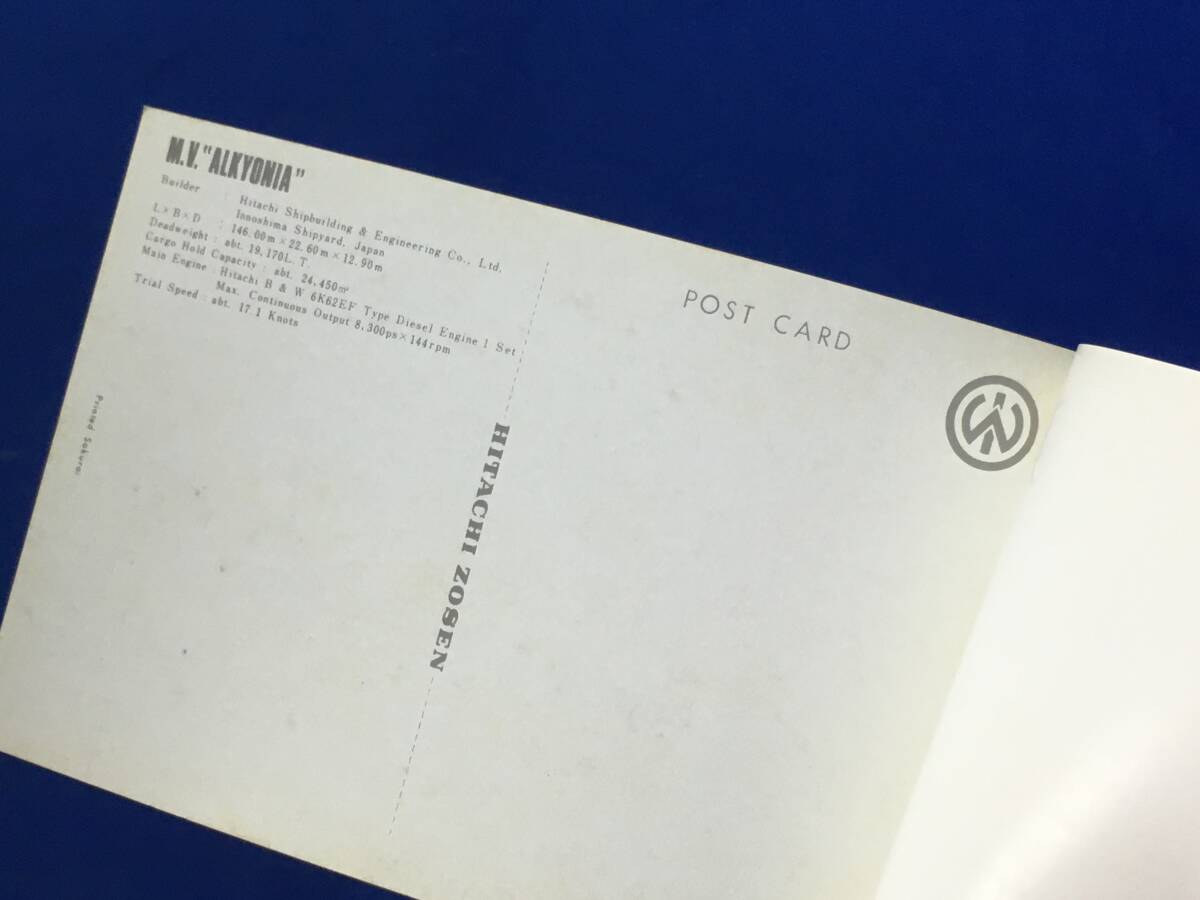 M.V. "ALKYONIA"
Builder : Hitachi Shipbuilding & Engineering Co., Ltd.
Innoshima Shipyard, Japan
L×B×D : 146.00m×22.60m×12.90m
Deadweight : abt. 19,170L.T.
Cargo Hold Capacity : abt. 24,450㎥
Main Engine : Hitachi B & W 6K62EF Type Diesel Engine 1 Set
Max. Continuous Output 8,300ps×144rpm
Trial Speed : abt. 17.1 Knots
Printed Sakurai
HITACHI ZOSEN
POST CARD